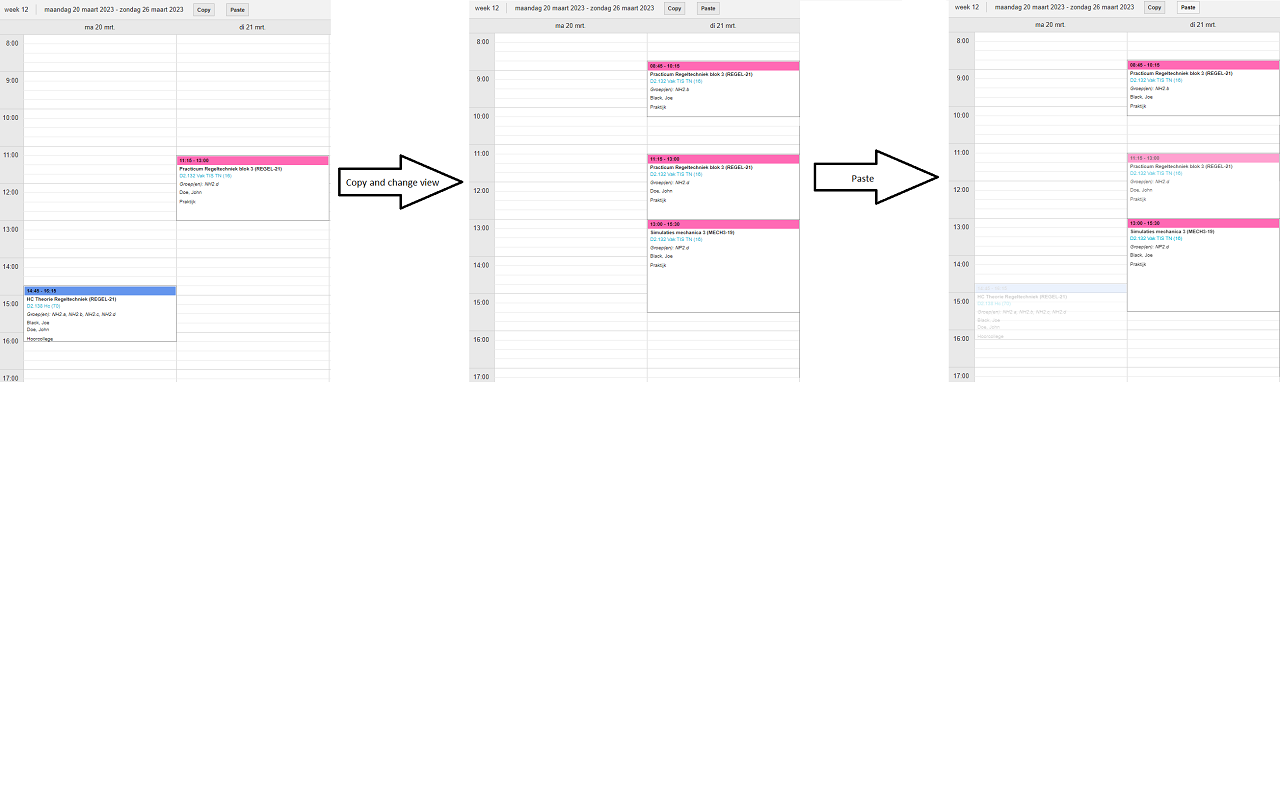 week 12 maandag 20 maart 2023 - zondag 26 maart 2023 Copy Paste
ma 20 mrt. di 21 mrt.
8:00
9:00
10:00
11:00
11:15 - 13:00
Practicum Regeltechniek blok 3 (REGEL-21)
D2.132 Vak TIS TN (16)
Groep(en): NH2.d
Doe, John
Praktijk
12:00
13:00
14:00
14:45 - 16:15
HC Theorie Regeltechniek (REGEL-21)
D2.138 Ho (70)
Groep(en): NH2.a, NH2.b, NH2.c, NH2.d
Black, Joe
Doe, John
Hoorcollege
15:00
16:00
17:00
Copy and change view
week 12 maandag 20 maart 2023 - zondag 26 maart 2023 Copy Paste
ma 20 mrt. di 21 mrt.
8:00
08:45 - 10:15
Practicum Regeltechniek blok 3 (REGEL-21)
D2.132 Vak TIS TN (16)
Groep(en): NH2.b
Black, Joe
Praktijk
9:00
10:00
11:00
11:15 - 13:00
Practicum Regeltechniek blok 3 (REGEL-21)
D2.132 Vak TIS TN (16)
Groep(en): NH2.d
Doe, John
Praktijk
12:00
13:00
13:00 - 15:30
Simulaties mechanica 3 (MECH3-19)
D2.132 Vak TIS TN (16)
Groep(en): NP2.d
Black, Joe
Praktijk
14:00
15:00
16:00
17:00
Paste
week 12 maandag 20 maart 2023 - zondag 26 maart 2023 Copy Paste
ma 20 mrt. di 21 mrt.
8:00
08:45 - 10:15
Practicum Regeltechniek blok 3 (REGEL-21)
D2.132 Vak TIS TN (16)
Groep(en): NH2.b
Black, Joe
Praktijk
9:00
10:00
11:00
11:15 - 13:00
Practicum Regeltechniek blok 3 (REGEL-21)
D2.132 Vak TIS TN (16)
Groep(en): NH2.d
Doe, John
Praktijk
12:00
13:00
13:00 - 15:30
Simulaties mechanica 3 (MECH3-19)
D2.132 Vak TIS TN (16)
Groep(en): NP2.d
Black, Joe
Praktijk
14:00
14:45 - 16:15
HC Theorie Regeltechniek (REGEL-21)
D2.138 Ho (70)
Groep(en): NH2.a, NH2.b, NH2.c, NH2.d
Black, Joe
Doe, John
Hoorcollege
15:00
16:00
17:00